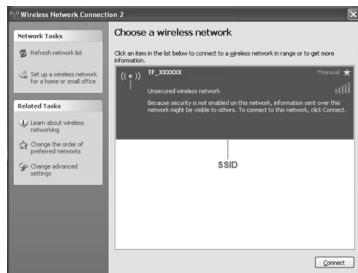 Wireless Network Connection 2
Network Tasks
Refresh network list
Set up a wireless network
for a home or small office
Related Tasks
Learn about wireless
networking
Change the order of
preferred networks
Change advanced
settings
Choose a wireless network
Click an item in the list below to connect to a wireless network in range or to get more
information.
TF_XXXXXX
Manual
Unsecured wireless network
Because security is not enabled on this network, information sent over this
network might be visible to others. To connect to this network, click Connect.
SSID
Connect